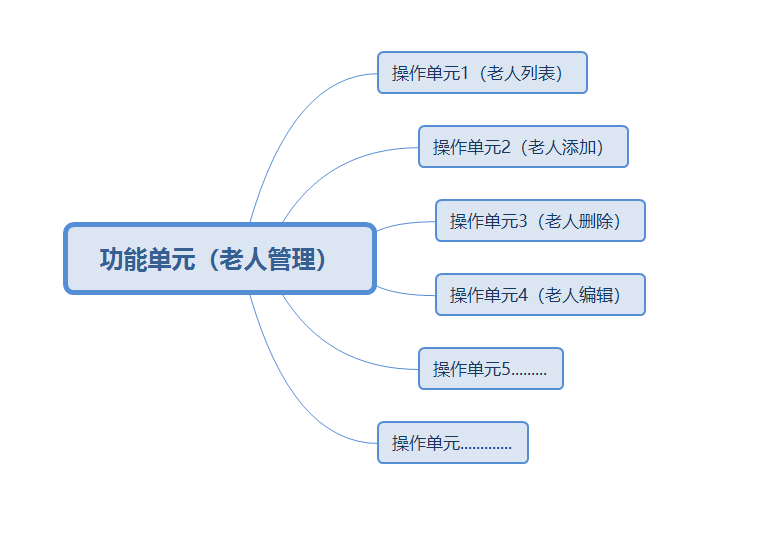 操作单元1（老人列表）
操作单元2（老人添加）
操作单元3（老人删除）
功能单元（老人管理）
操作单元4（老人编辑）
操作单元5.........
操作单元.............